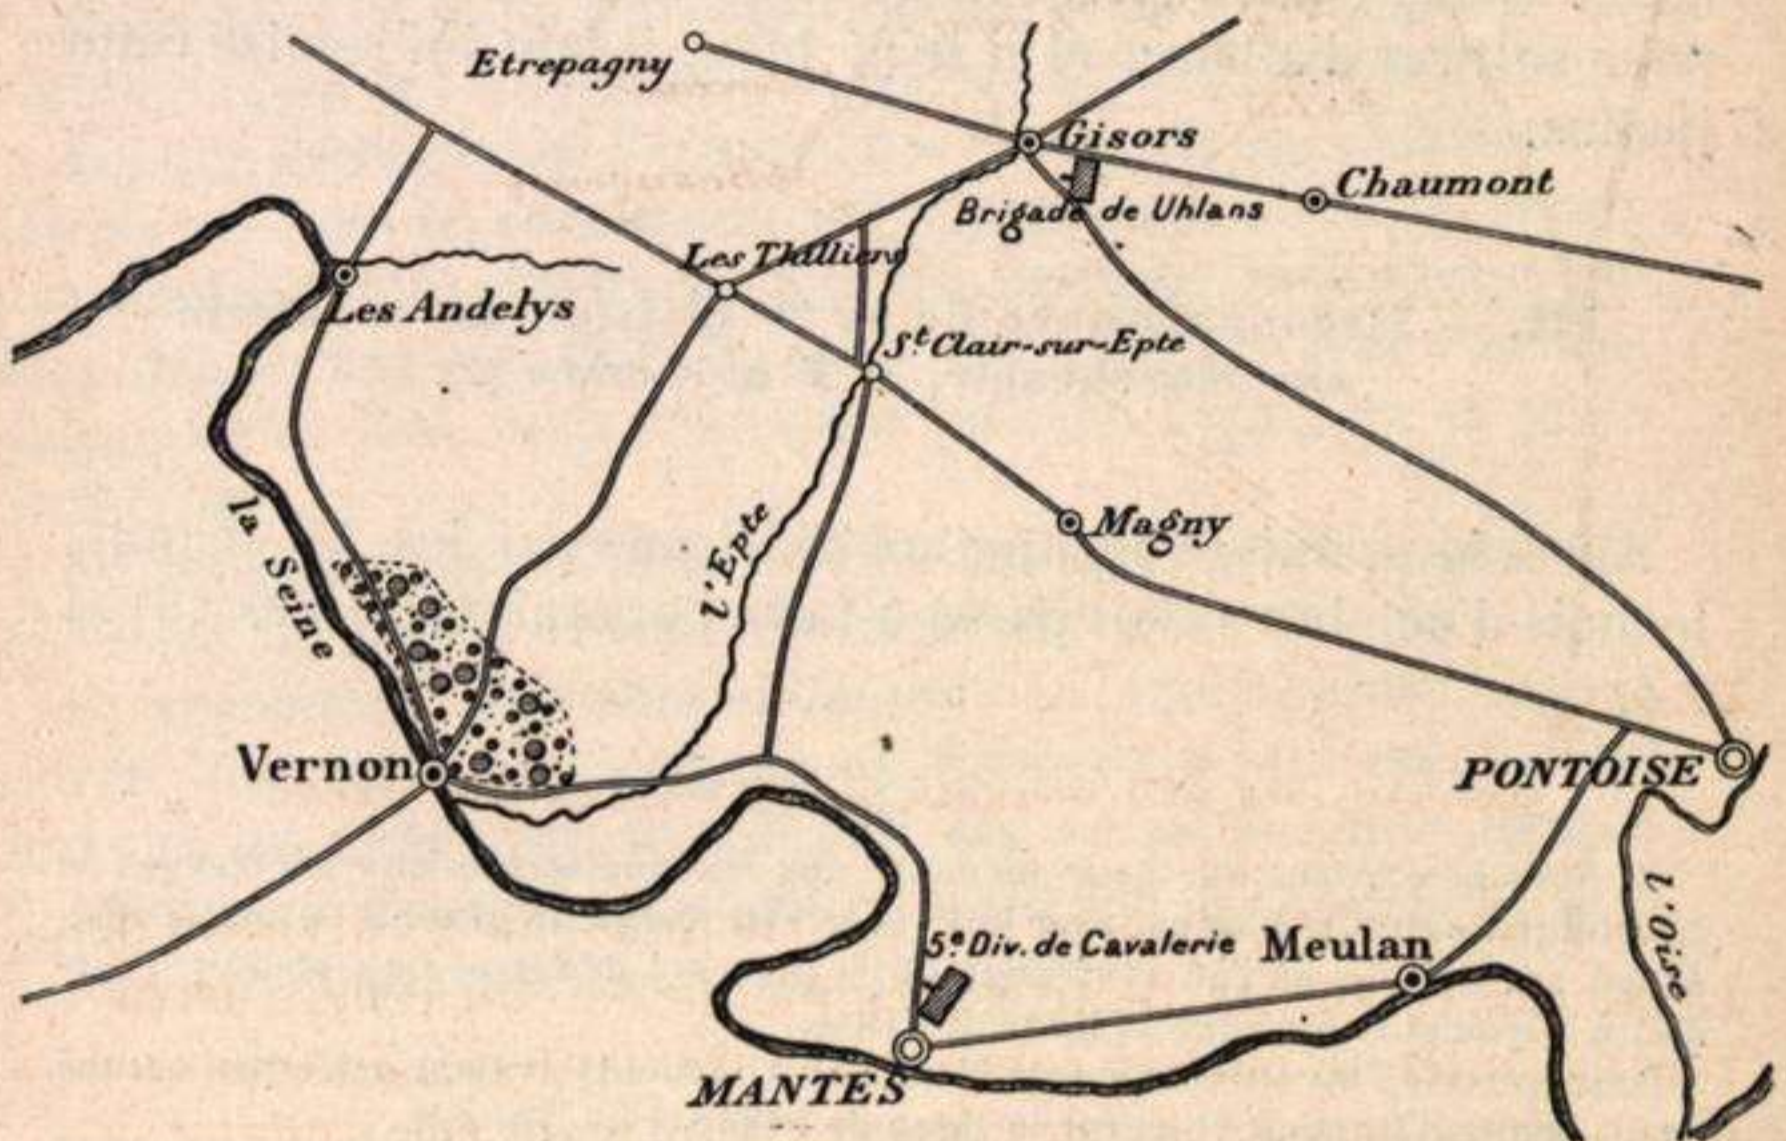 Etrepagny
Gisors
Chaumont
Brigade de Uhlans
Les Thilliers
Les Andelys
St Clair-sur-Epte
la Seine
l'Epte
Magny
Vernon
PONTOISE
l'Oise
5e Div. de Cavalerie
Meulan
MANTES